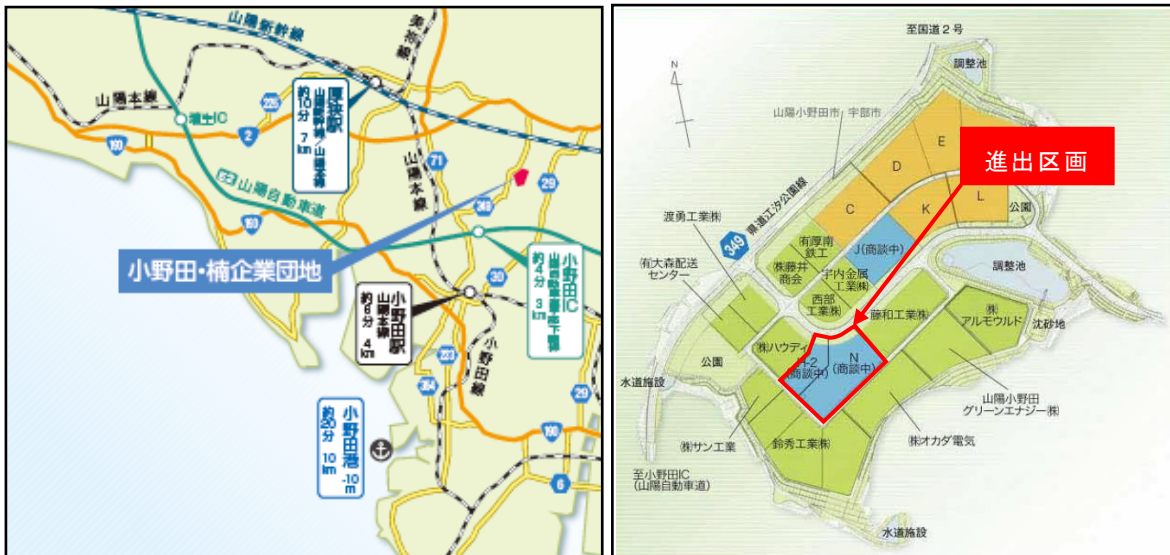 山陽新幹線
美祢線
山陽本線
埴生IC
225
2
190
厚狭駅
山陽新幹線/山陽本線
約10分 7km
71
山陽本線
349
29
山陽自動車道
190
小野田・楠企業団地
30
小野田IC
約4分 3km
小野田駅
山陽本線
約6分 4km
小野田線
223
354
29
小野田港
-10m
約20分 10km
190
6
至国道2号
調整池
N
山陽小野田市
宇部市
E
D
進出区画
C
K
L
公園
県道江汐公園線
349
渡勇工業㈱
㈲厚南
鉄工
J(商談中)
㈲大森配送
センター
㈱藤井
商会
宇内金属
工業㈱
調整池
西部
工業㈱
藤和工業㈱
㈱
アルモウルド
沈砂地
㈱ハウディ
公園
H-2
(商談中)
N
(商談中)
水道施設
山陽小野田
グリーンエナジー㈱
㈱サン工業
鈴秀工業㈱
㈱オカダ電気
至小野田IC
(山陽自動車道)
水道施設